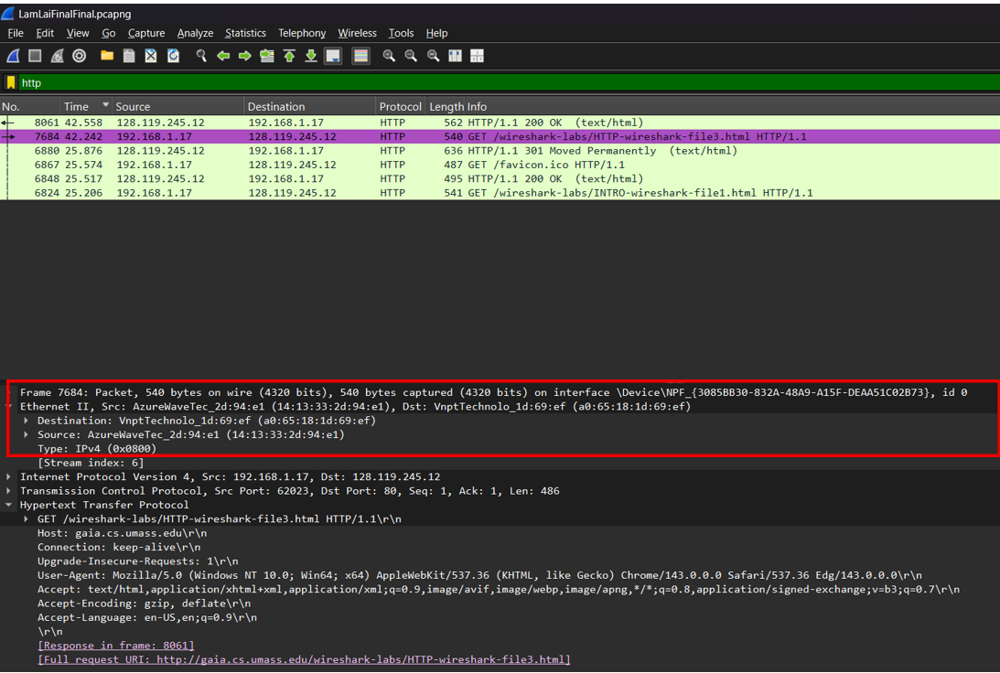 LamLaiFinalFinal.pcapng
File Edit View Go Capture Analyze Statistics Telephony Wireless Tools Help
http
No. Time Source Destination Protocol Length Info
8061 42.558 128.119.245.12 192.168.1.17 HTTP 562 HTTP/1.1 200 OK (text/html)
7684 42.242 192.168.1.17 128.119.245.12 HTTP 540 GET /wireshark-labs/HTTP-wireshark-file3.html HTTP/1.1
6880 25.876 128.119.245.12 192.168.1.17 HTTP 636 HTTP/1.1 301 Moved Permanently (text/html)
6867 25.574 192.168.1.17 128.119.245.12 HTTP 487 GET /favicon.ico HTTP/1.1
6848 25.517 128.119.245.12 192.168.1.17 HTTP 495 HTTP/1.1 200 OK (text/html)
6824 25.206 192.168.1.17 128.119.245.12 HTTP 541 GET /wireshark-labs/INTRO-wireshark-file1.html HTTP/1.1
Frame 7684: Packet, 540 bytes on wire (4320 bits), 540 bytes captured (4320 bits) on interface \Device\NPF_{3085BB30-832A-48A9-A15F-DEAA51C02B73}, id 0
Ethernet II, Src: AzureWaveTec_2d:94:e1 (14:13:33:2d:94:e1), Dst: VnptTechnolo_1d:69:ef (a0:65:18:1d:69:ef)
Destination: VnptTechnolo_1d:69:ef (a0:65:18:1d:69:ef)
Source: AzureWaveTec_2d:94:e1 (14:13:33:2d:94:e1)
Type: IPv4 (0x0800)
[Stream index: 6]
Internet Protocol Version 4, Src: 192.168.1.17, Dst: 128.119.245.12
Transmission Control Protocol, Src Port: 62023, Dst Port: 80, Seq: 1, Ack: 1, Len: 486
Hypertext Transfer Protocol
GET /wireshark-labs/HTTP-wireshark-file3.html HTTP/1.1\r\n
Host: gaia.cs.umass.edu\r\n
Connection: keep-alive\r\n
Upgrade-Insecure-Requests: 1\r\n
User-Agent: Mozilla/5.0 (Windows NT 10.0; Win64; x64) AppleWebKit/537.36 (KHTML, like Gecko) Chrome/143.0.0.0 Safari/537.36 Edg/143.0.0.0\r\n
Accept: text/html,application/xhtml+xml,application/xml;q=0.9,image/avif,image/webp,image/apng,*/*;q=0.8,application/signed-exchange;v=b3;q=0.7\r\n
Accept-Encoding: gzip, deflate\r\n
Accept-Language: en-US,en;q=0.9\r\n
\r\n
[Response in frame: 8061]
[Full request URI: http://gaia.cs.umass.edu/wireshark-labs/HTTP-wireshark-file3.html]